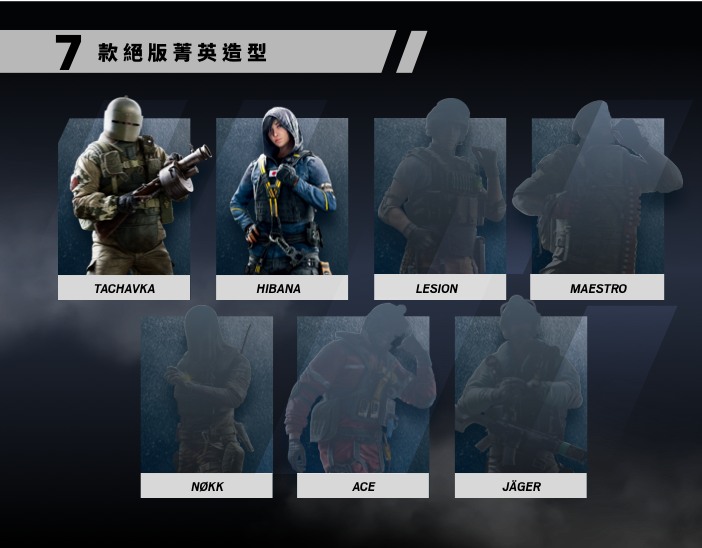 7 款絕版菁英造型
TACHAVKA
HIBANA
LESION
MAESTRO
NØKK
ACE
JÄGER